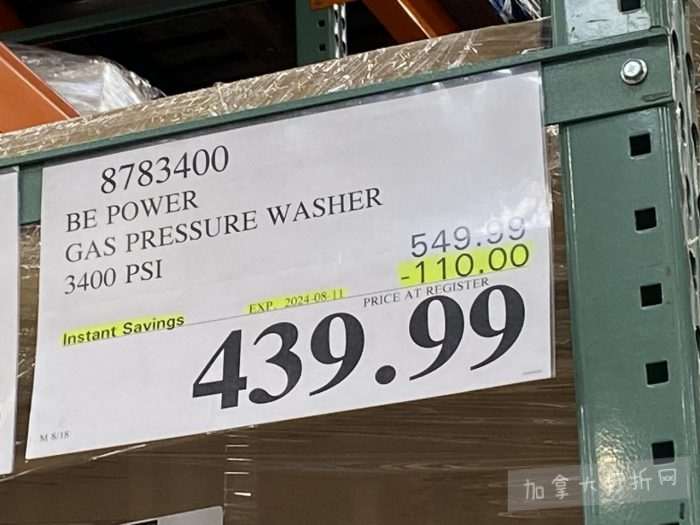 8783400
BE POWER
GAS PRESSURE WASHER
3400 PSI
549.99
-110.00
Instant Savings
EXP. 2024-08-11
PRICE AT REGISTER
439.99
M 8/18
加拿大打折网